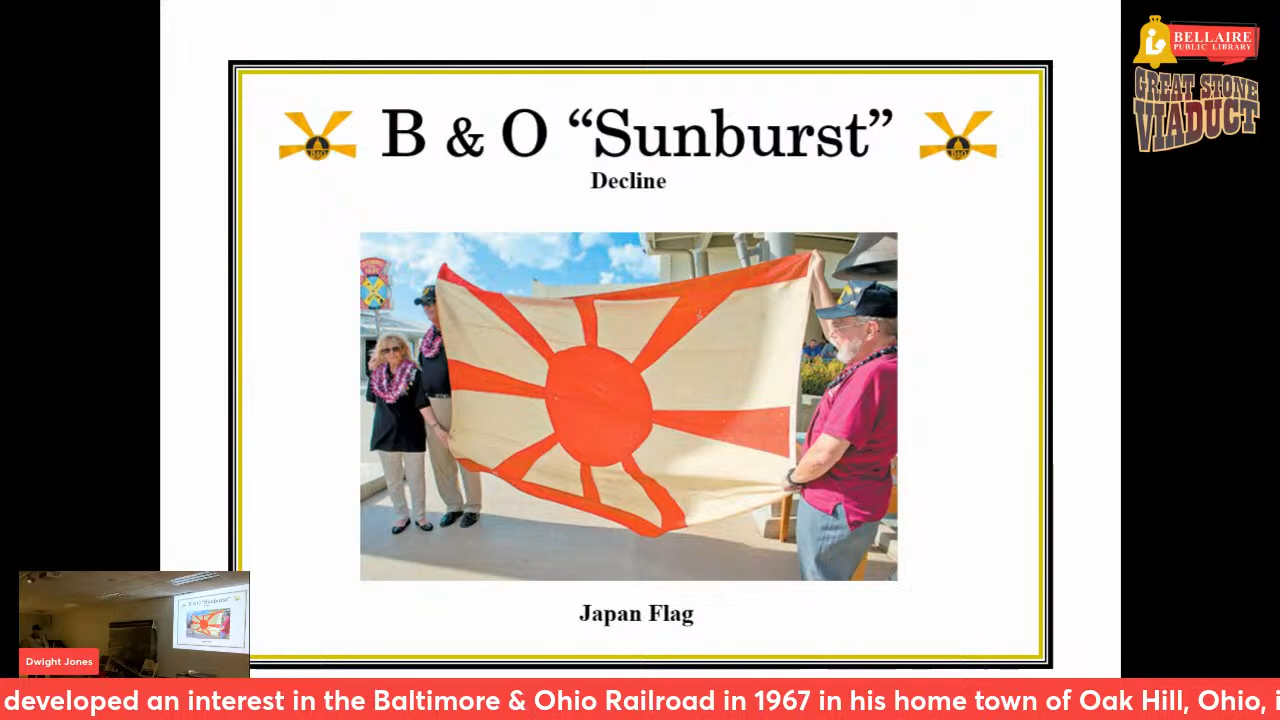 BELLAIRE
PUBLIC LIBRARY
GREAT STONE
VIADUCT
B & O “Sunburst”
Decline
B&O
B&O
Japan Flag
B & O “Sunburst”
Dwight Jones
developed an interest in the Baltimore & Ohio Railroad in 1967 in his home town of Oak Hill, Ohio, i